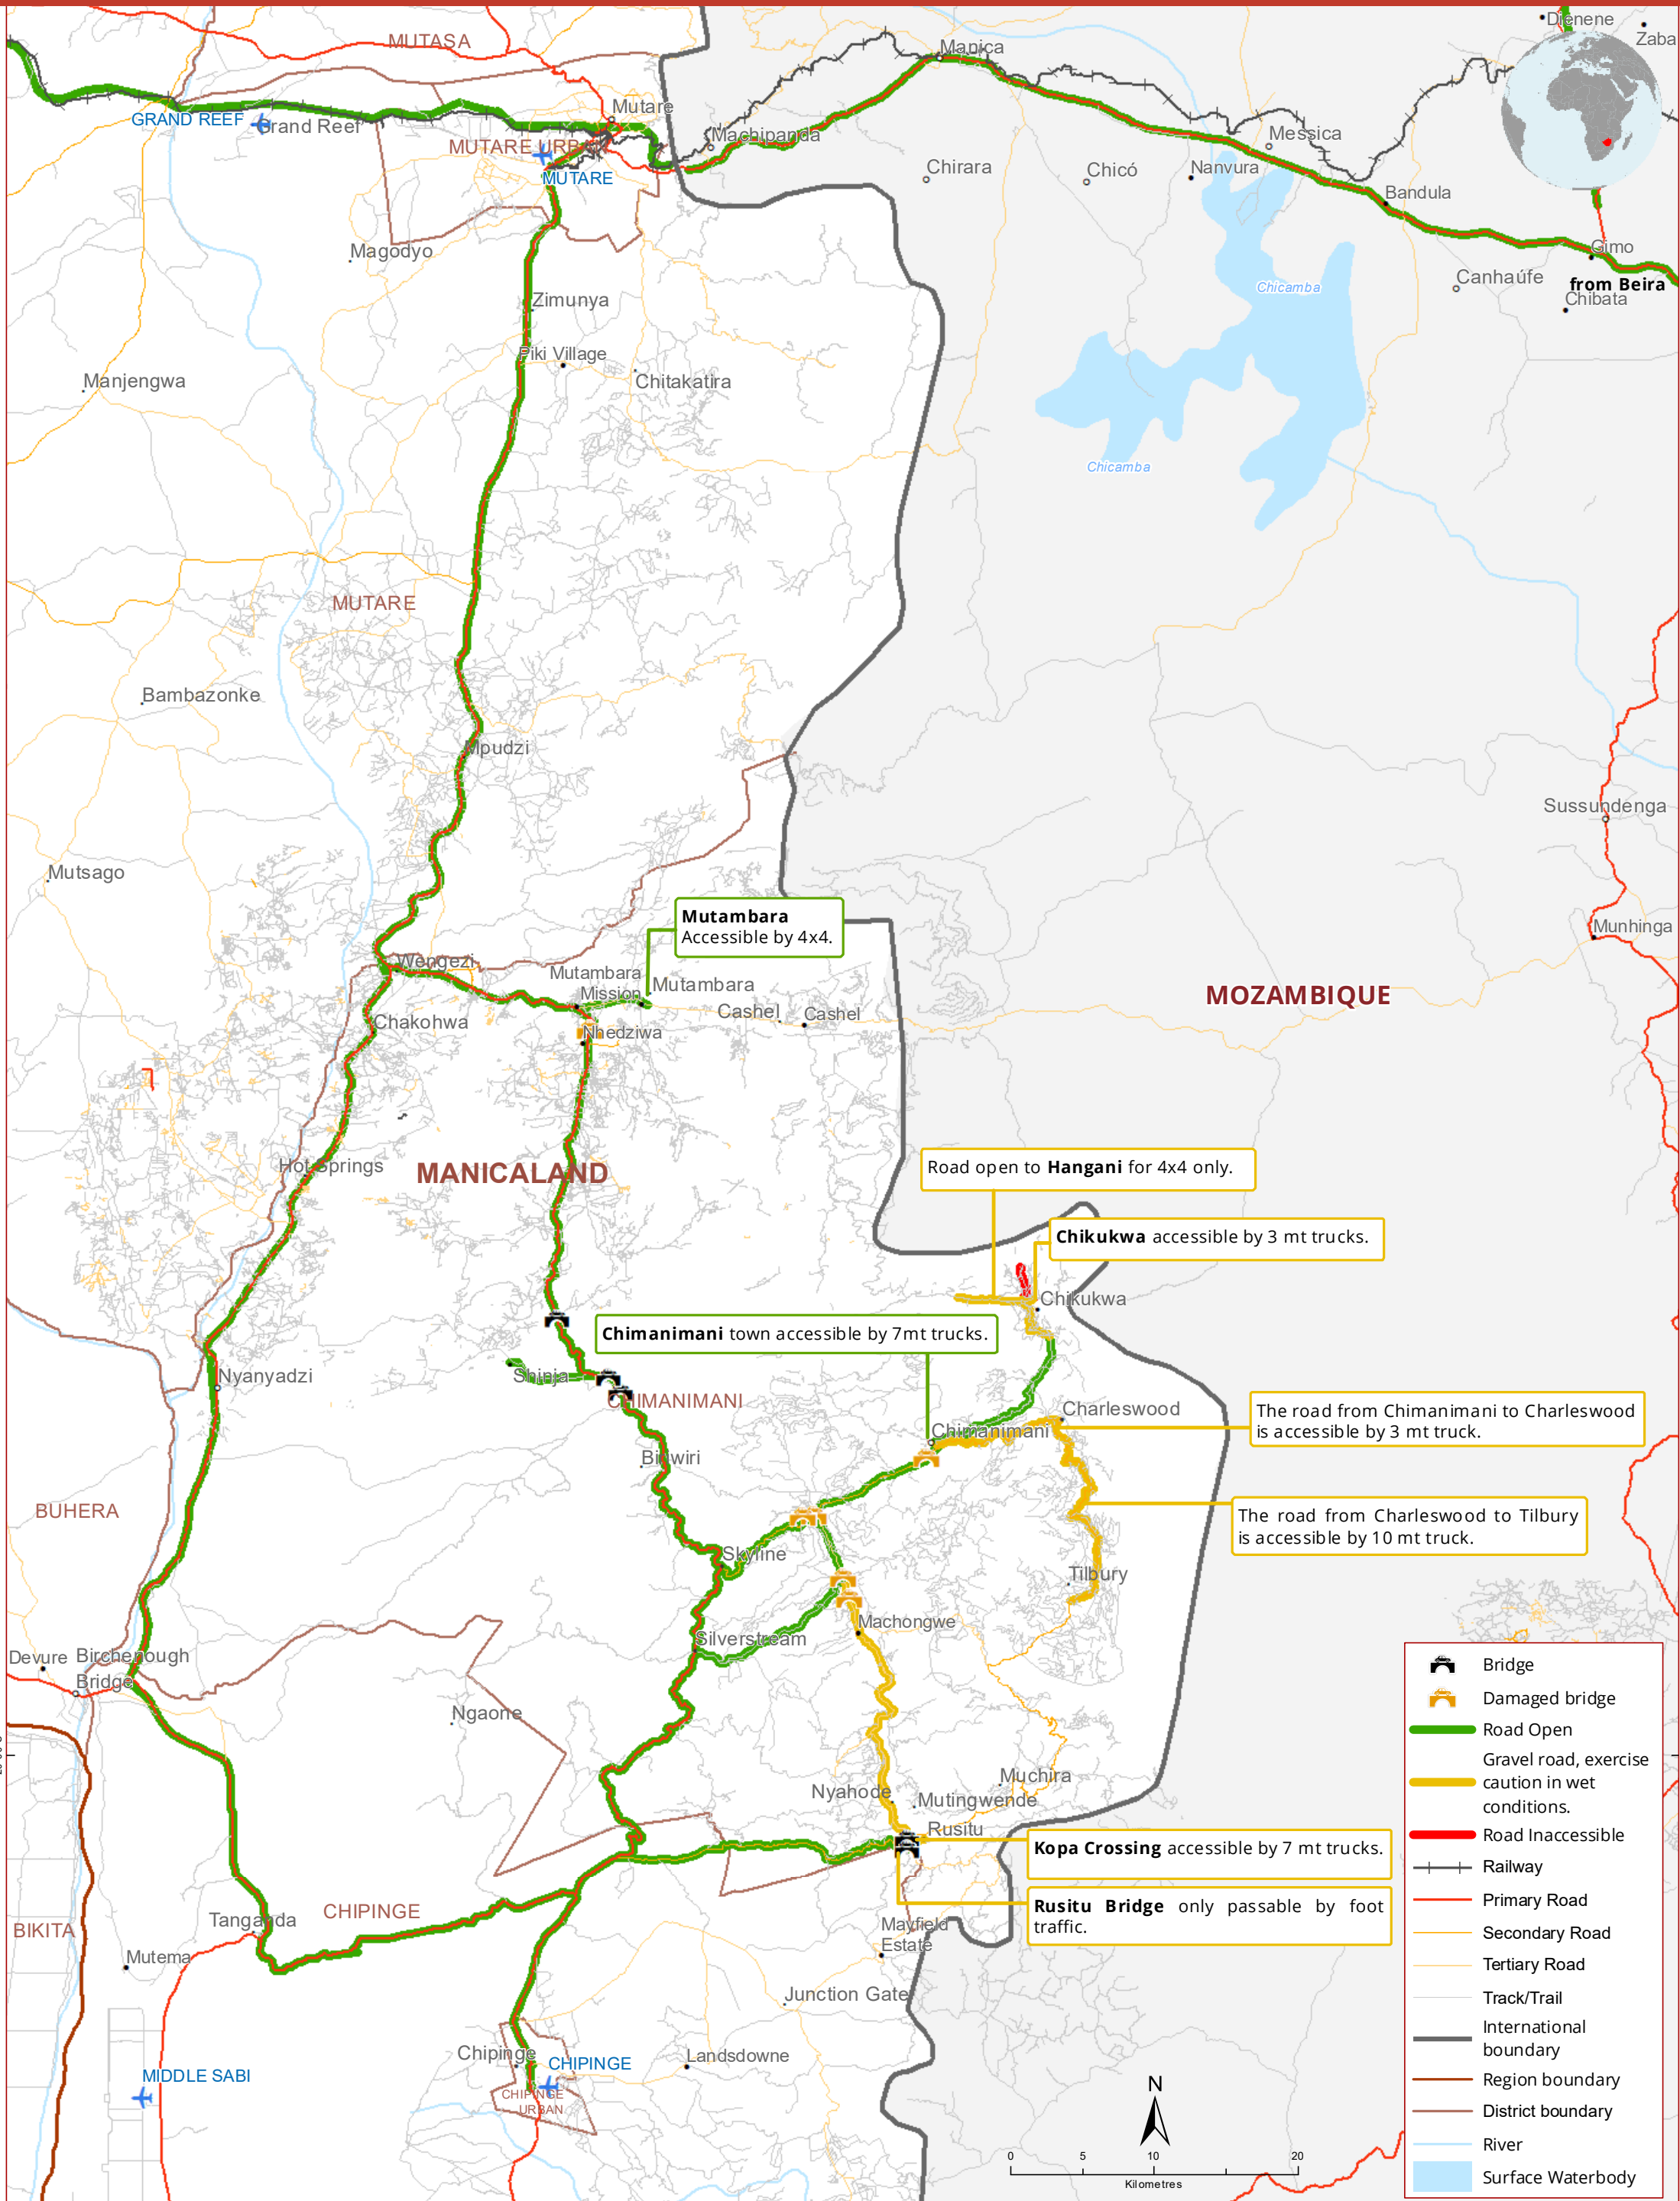 MUTASA
Manica
Dienene
Zaba
GRAND REEF
Grand Reef
Mutare
MUTARE URBAN
MUTARE
Machipanda
Messica
Chirara
Chicó
Nanvura
Bandula
Magodyo
Gimo
from Beira
Canhaúfe
Chibata
Chicamba
Zimunya
Piki Village
Manjengwa
Chitakatira
Chicamba
MUTARE
Bambazonke
Mpudzi
Sussundenga
Mutsago
Mutambara
Accessible by 4x4.
Munhinga
Wengezi
Mutambara
Mission
Mutambara
MOZAMBIQUE
Chakohwa
Cashel
Cashel
Nhedziwa
Hot Springs
MANICALAND
Road open to Hangani for 4x4 only.
Chikukwa accessible by 3 mt trucks.
Chikukwa
Chimanimani town accessible by 7mt trucks.
Shinja
Nyanyadzi
CHIMANIMANI
Charleswood
The road from Chimanimani to Charleswood
is accessible by 3 mt truck.
Chimanimani
Biriwiri
BUHERA
The road from Charleswood to Tilbury
is accessible by 10 mt truck.
Skyline
Tilbury
Machongwe
Silverstream
Devure
Birchenough
Bridge
Ngaone
Muchira
Nyahode
Mutingwende
Rusitu
Kopa Crossing accessible by 7 mt trucks.
Rusitu Bridge only passable by foot
traffic.
Tanganda
CHIPINGE
BIKITA
Mutema
Mayfield
Estate
Junction Gate
Chipinge
CHIPINGE
Landsdowne
CHIPINGE
URBAN
MIDDLE SABI
N
0 5 10 20
Kilometres
Bridge
Damaged bridge
Road Open
Gravel road, exercise
caution in wet
conditions.
Road Inaccessible
Railway
Primary Road
Secondary Road
Tertiary Road
Track/Trail
International
boundary
Region boundary
District boundary
River
Surface Waterbody